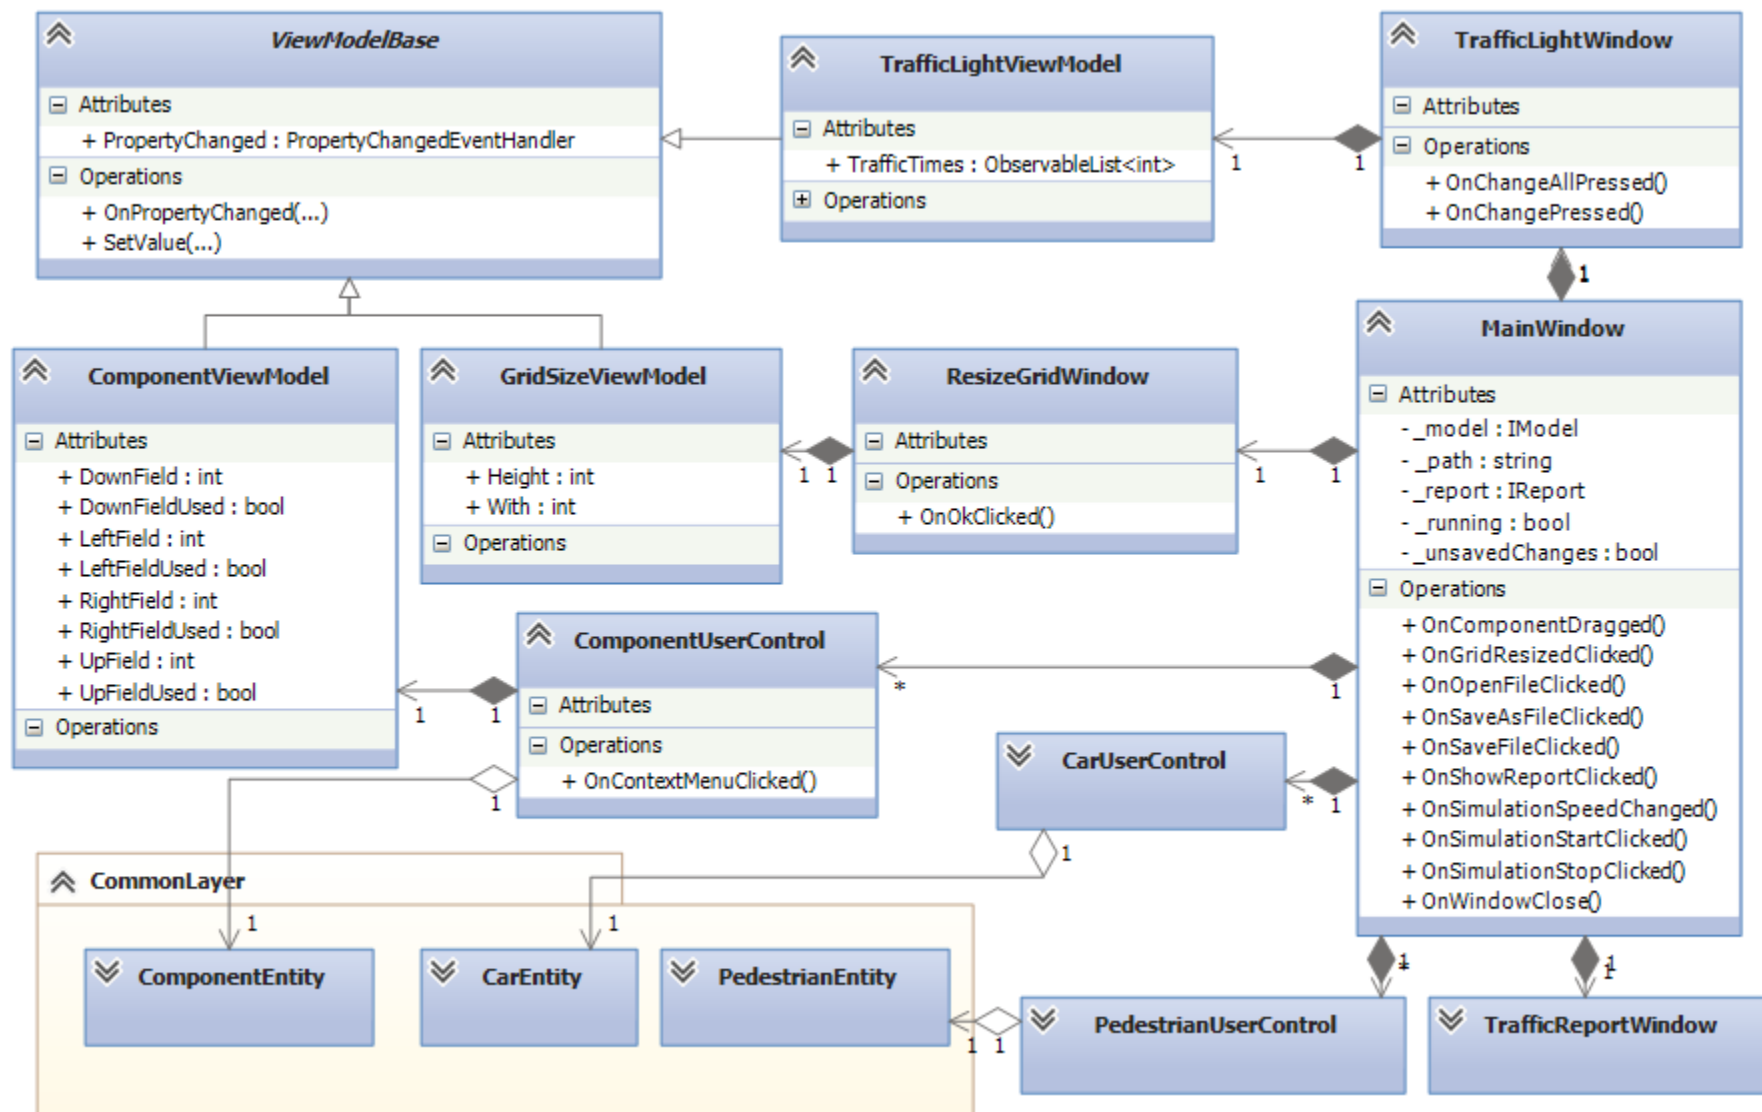 ViewModelBase
Attributes
+ PropertyChanged : PropertyChangedEventHandler
Operations
+ OnPropertyChanged(...)
+ SetValue(...)
TrafficLightViewModel
Attributes
+ TrafficTimes : ObservableList<int>
Operations
1
1
TrafficLightWindow
Attributes
Operations
+ OnChangeAllPressed()
+ OnChangePressed()
1
ComponentViewModel
Attributes
+ DownField : int
+ DownFieldUsed : bool
+ LeftField : int
+ LeftFieldUsed : bool
+ RightField : int
+ RightFieldUsed : bool
+ UpField : int
+ UpFieldUsed : bool
Operations
GridSizeViewModel
Attributes
+ Height : int
+ With : int
Operations
1
1
ResizeGridWindow
Attributes
Operations
+ OnOkClicked()
1
1
MainWindow
Attributes
- _model : IModel
- _path : string
- _report : IReport
- _running : bool
- _unsavedChanges : bool
Operations
+ OnComponentDragged()
+ OnGridResizedClicked()
+ OnOpenFileClicked()
+ OnSaveAsFileClicked()
+ OnSaveFileClicked()
+ OnShowReportClicked()
+ OnSimulationSpeedChanged()
+ OnSimulationStartClicked()
+ OnSimulationStopClicked()
+ OnWindowClose()
1
1
ComponentUserControl
Attributes
Operations
+ OnContextMenuClicked()
*
1
1
CarUserControl
*
1
1
CommonLayer
1
1
ComponentEntity
CarEntity
PedestrianEntity
1
1
PedestrianUserControl
1
TrafficReportWindow
1
1